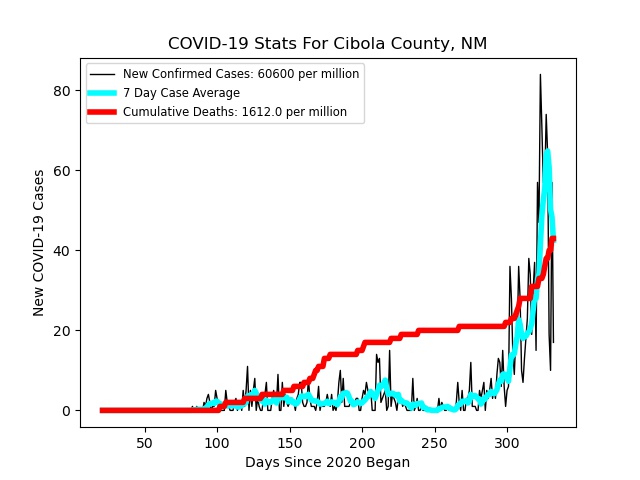 COVID-19 Stats For Cibola County, NM
New Confirmed Cases: 60600 per million
7 Day Case Average
Cumulative Deaths: 1612.0 per million
New COVID-19 Cases
80
60
40
20
0
50
100
150
200
250
300
Days Since 2020 Began